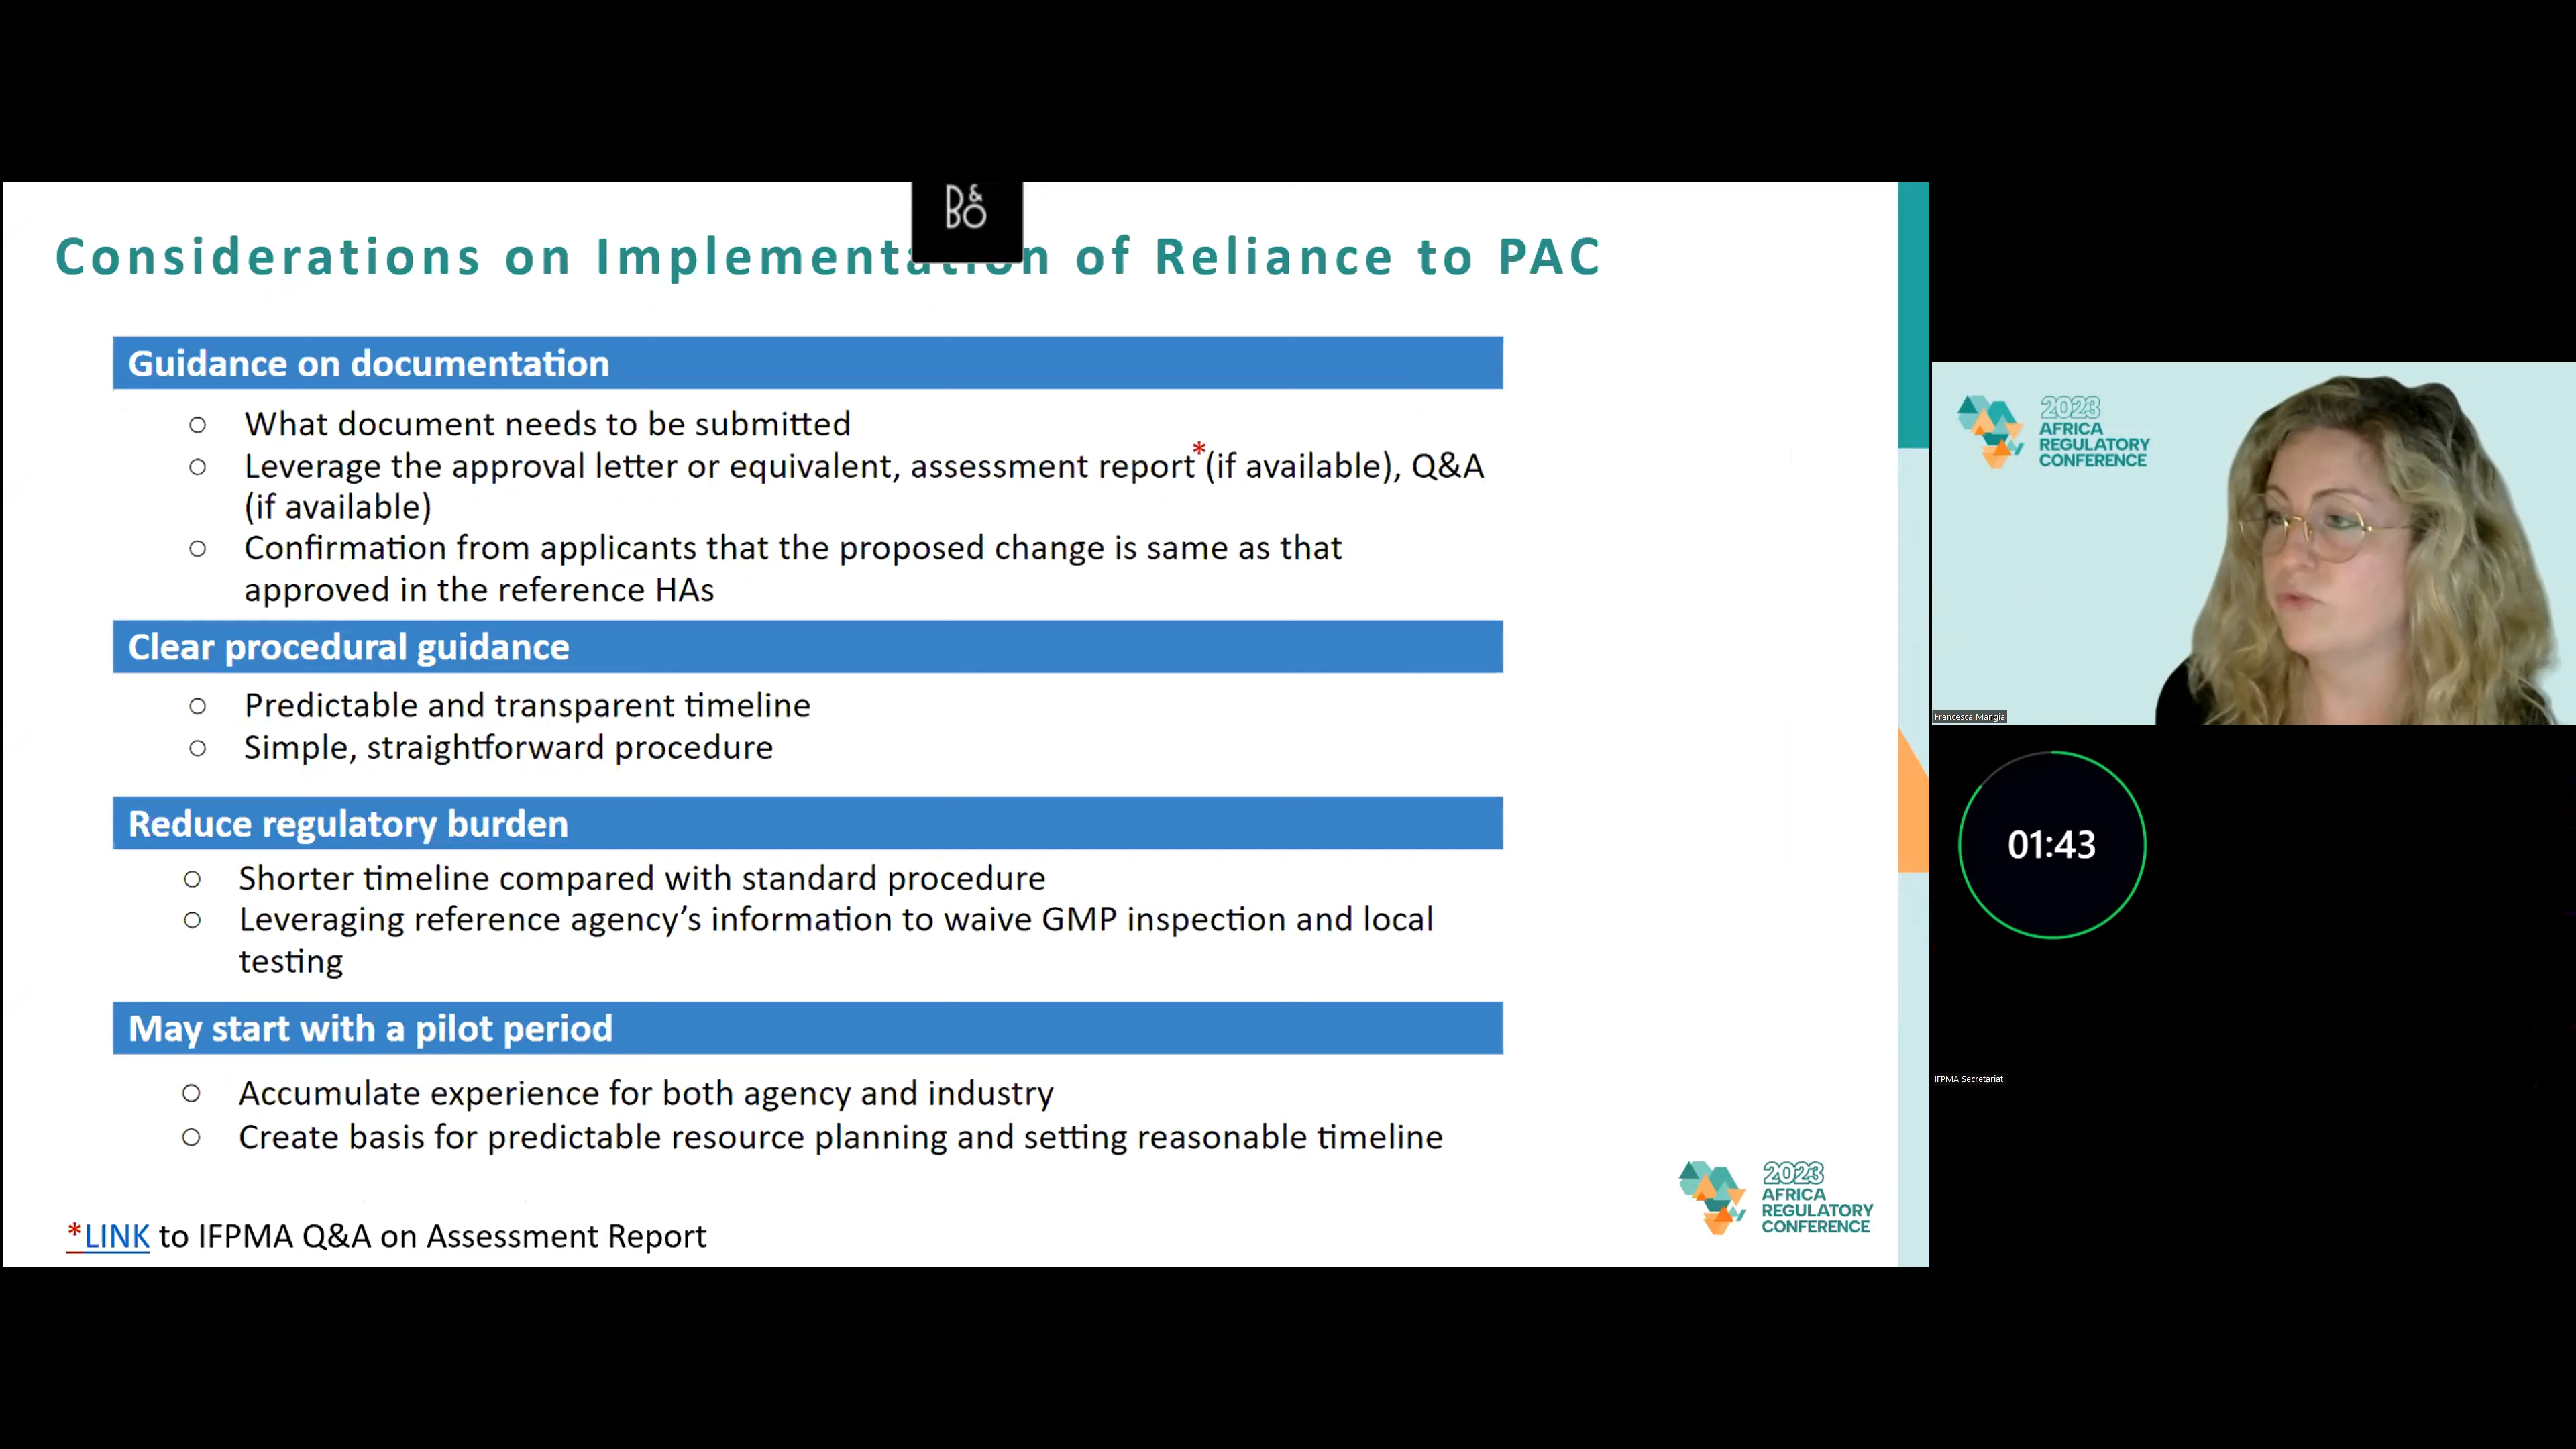 B&O
Considerations on Implementation of Reliance to PAC
Guidance on documentation
○ What document needs to be submitted
○ Leverage the approval letter or equivalent, assessment report*(if available), Q&A
(if available)
○ Confirmation from applicants that the proposed change is same as that
approved in the reference HAs
Clear procedural guidance
○ Predictable and transparent timeline
○ Simple, straightforward procedure
Reduce regulatory burden
○ Shorter timeline compared with standard procedure
○ Leveraging reference agency’s information to waive GMP inspection and local
testing
May start with a pilot period
○ Accumulate experience for both agency and industry
○ Create basis for predictable resource planning and setting reasonable timeline
*LINK to IFPMA Q&A on Assessment Report
2023
AFRICA
REGULATORY
CONFERENCE
2023
AFRICA
REGULATORY
CONFERENCE
Francesca Mangia
01:43
IFPMA Secretariat